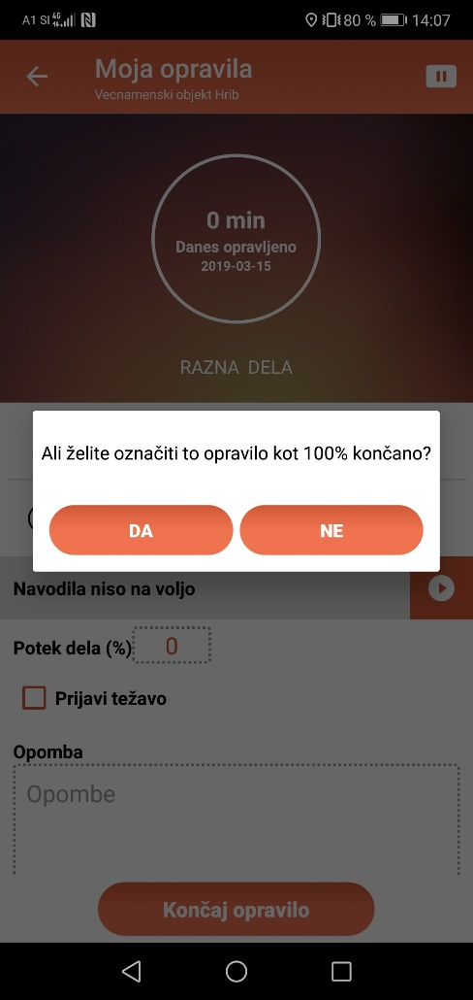 A1 SI 4G 80 % 14:07
Moja opravila
Vecnamenski objekt Hrib
0 min
Danes opravljeno
2019-03-15
RAZNA DELA
Ali želite označiti to opravilo kot 100% končano?
DA NE
Navodila niso na voljo
Potek dela (%) 0
Prijavi težavo
Opomba
Opombe
Končaj opravilo